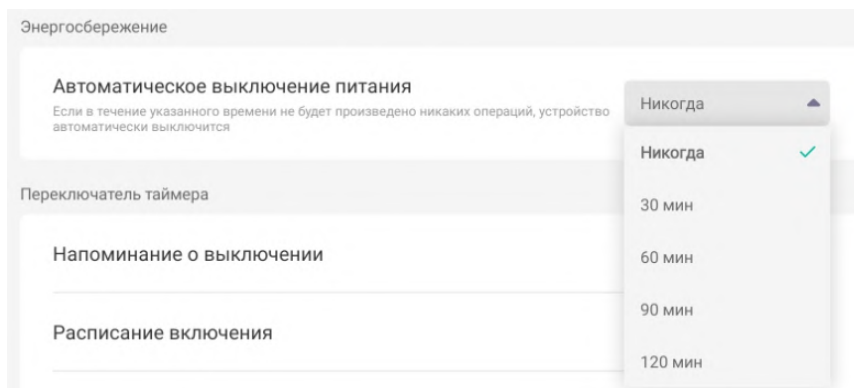 Энергосбережение
Автоматическое выключение питания
Если в течение указанного времени не будет произведено никаких операций, устройство
автоматически выключится
Никогда
Никогда
30 мин
60 мин
90 мин
120 мин
Переключатель таймера
Напоминание о выключении
Расписание включения